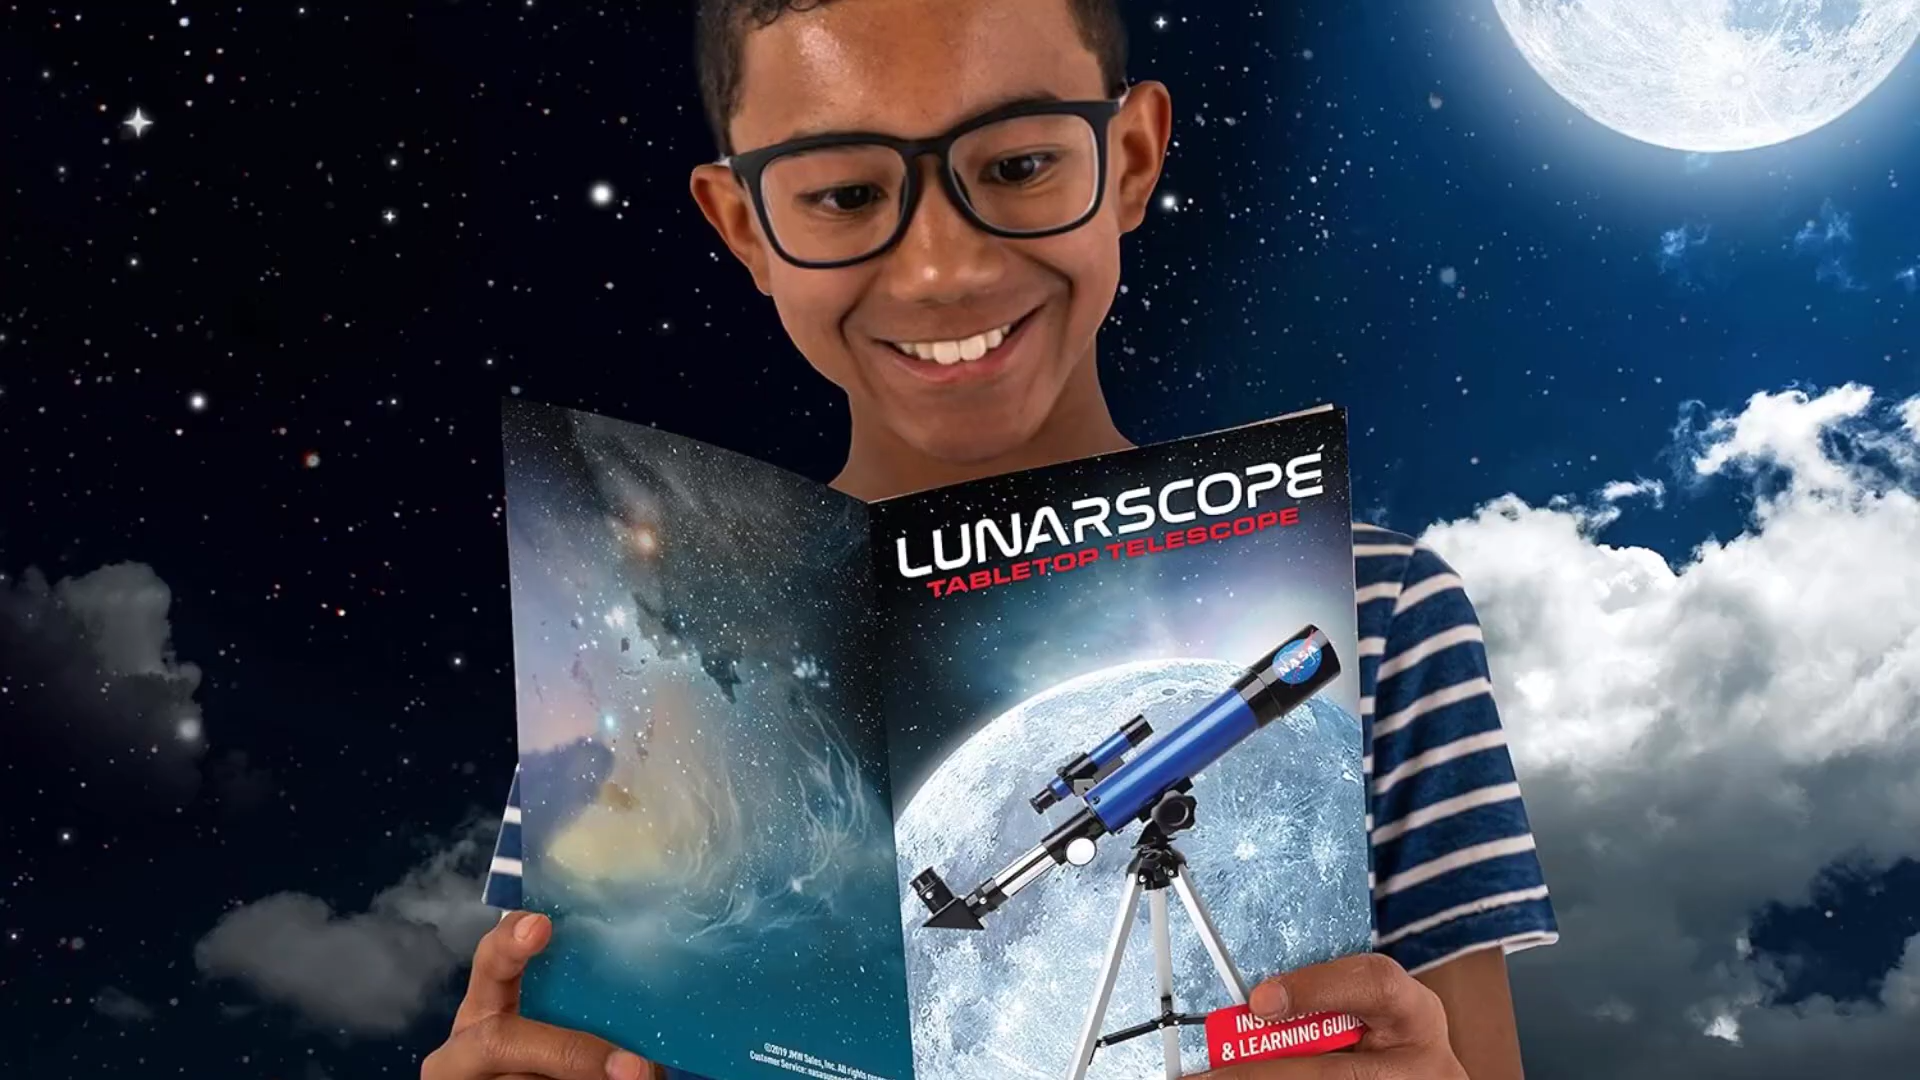 LUNARSCOPE
TABLETOP TELESCOPE
NASA
& LEARNING GUIDE
©2019 JMW Sales, Inc. All rights
Customer Service: